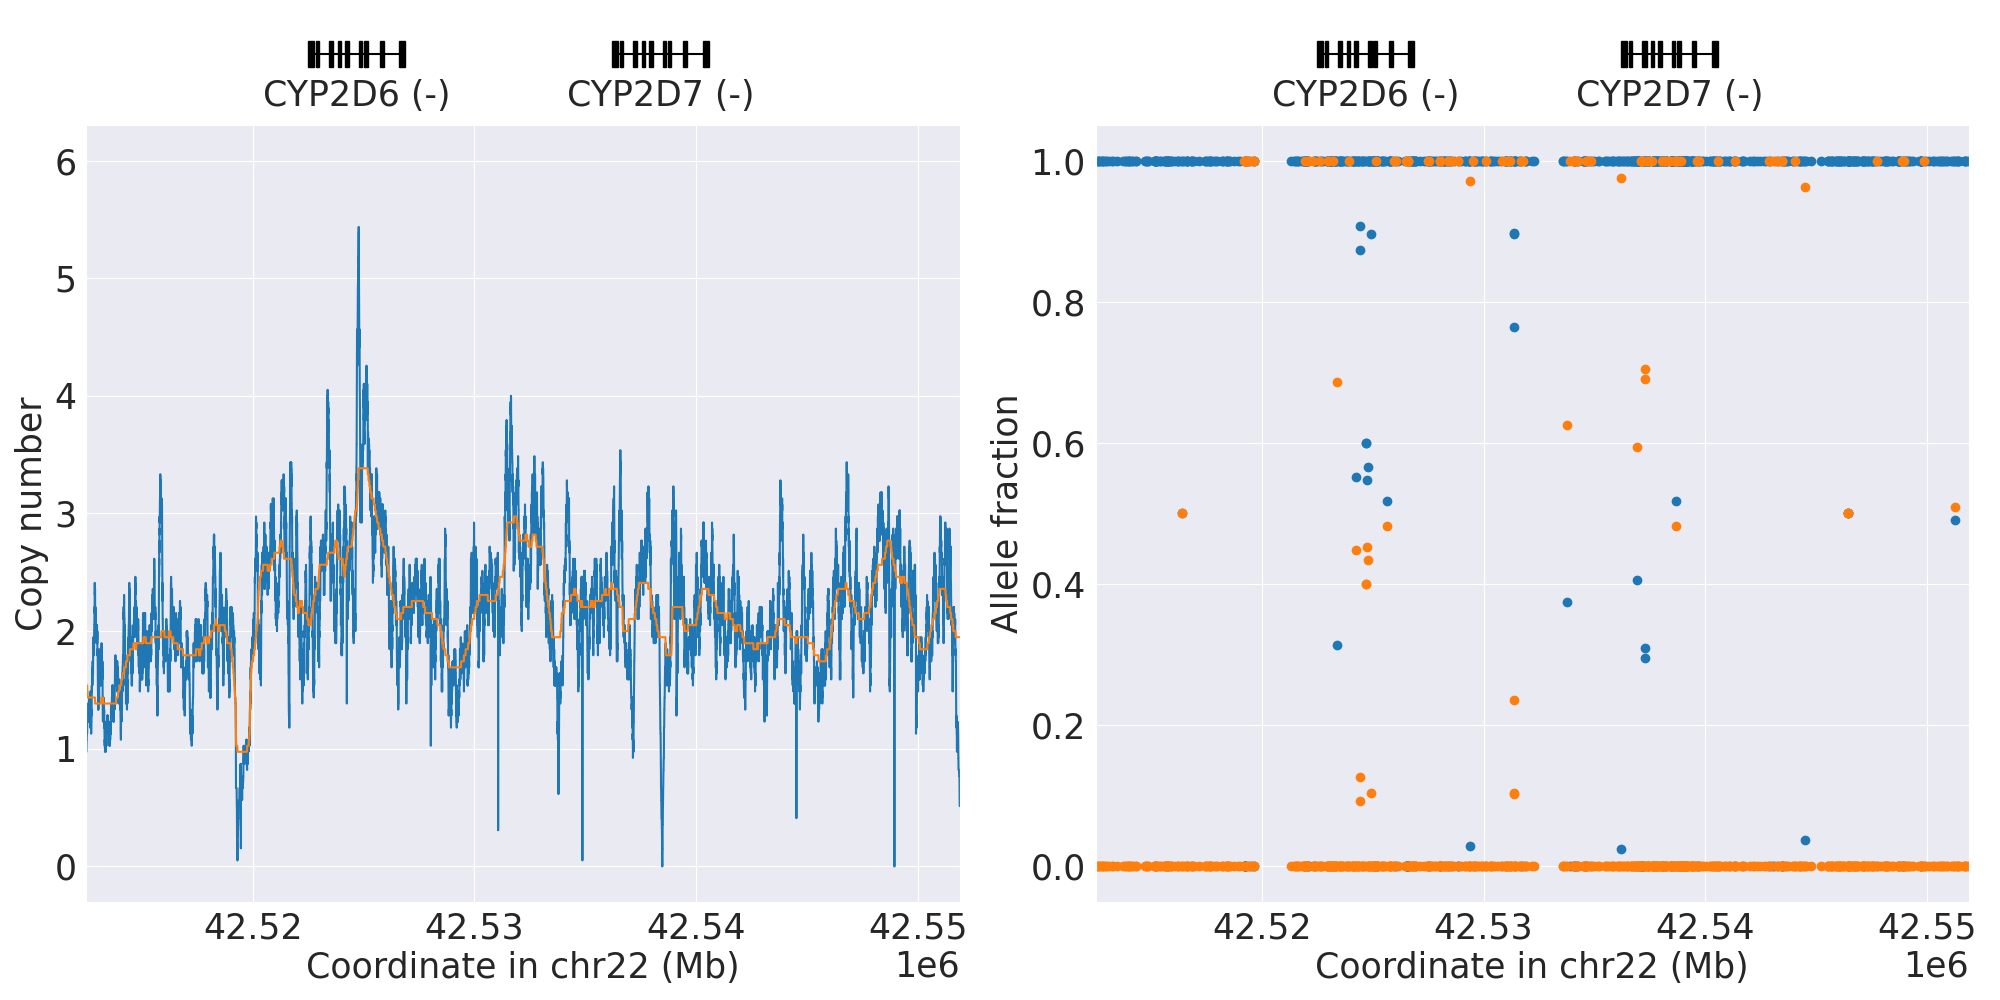 CYP2D6 (-)
CYP2D7 (-)
6
5
4
3
2
1
0
Copy number
42.52
42.53
42.54
42.55
Coordinate in chr22 (Mb)
1e6
CYP2D6 (-)
CYP2D7 (-)
1.0
0.8
0.6
0.4
0.2
0.0
Allele fraction
42.52
42.53
42.54
42.55
Coordinate in chr22 (Mb)
1e6